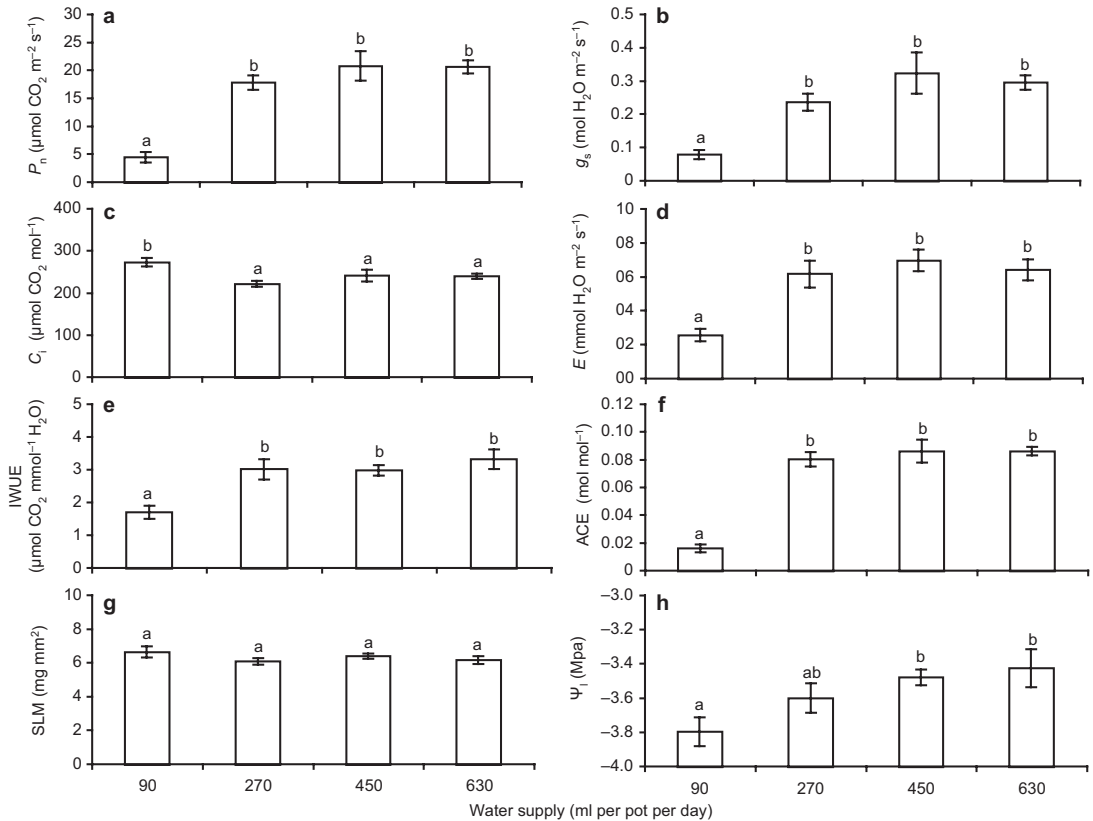 a
30
25
20
15
10
5
0
Pn (µmol CO2 m−2 s−1)
a
b
b
b
b
0.5
0.4
0.3
0.2
0.1
0
gs (mol H2O m−2 s−1)
a
b
b
b
c
400
300
200
100
0
Ci (µmol CO2 mol−1)
b
a
a
a
d
10
08
06
04
02
00
E (mmol H2O m−2 s−1)
a
b
b
b
e
5
4
3
2
1
0
IWUE
(µmol CO2 mmol−1 H2O)
a
b
b
b
f
0.12
0.10
0.08
0.06
0.04
0.02
0
ACE (mol mol−1)
a
b
b
b
g
10
8
6
4
2
0
SLM (mg mm2)
a
a
a
a
90 270 450 630
h
−3.0
−3.2
−3.4
−3.6
−3.8
−4.0
Ψl (Mpa)
a
ab
b
b
90 270 450 630
Water supply (ml per pot per day)